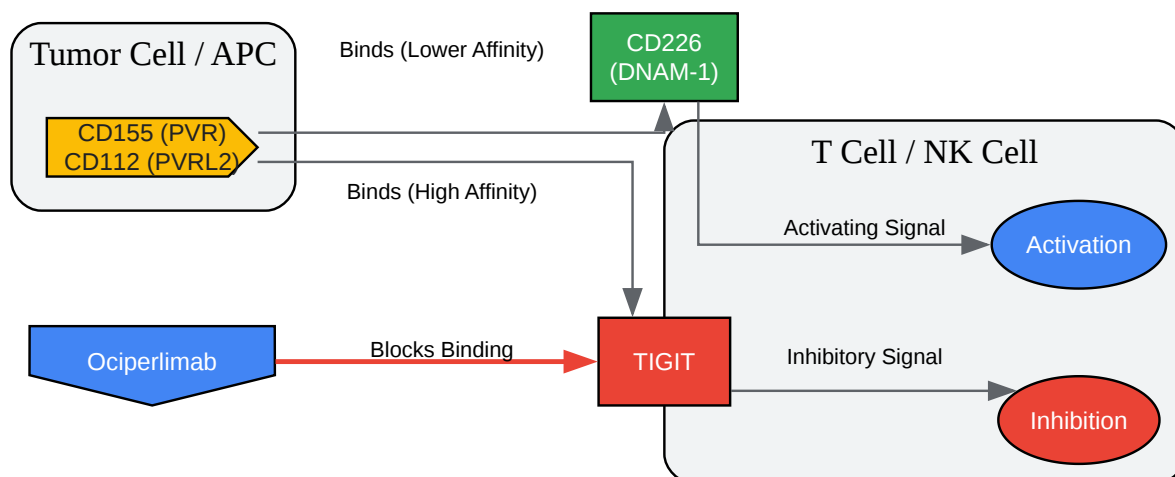 Tumor Cell / APC
Binds (Lower Affinity)
CD226
(DNAM-1)
CD155 (PVR)
CD112 (PVRL2)
T Cell / NK Cell
Binds (High Affinity)
Activating Signal
Activation
Ociperlimab
Blocks Binding
TIGIT
Inhibitory Signal
Inhibition